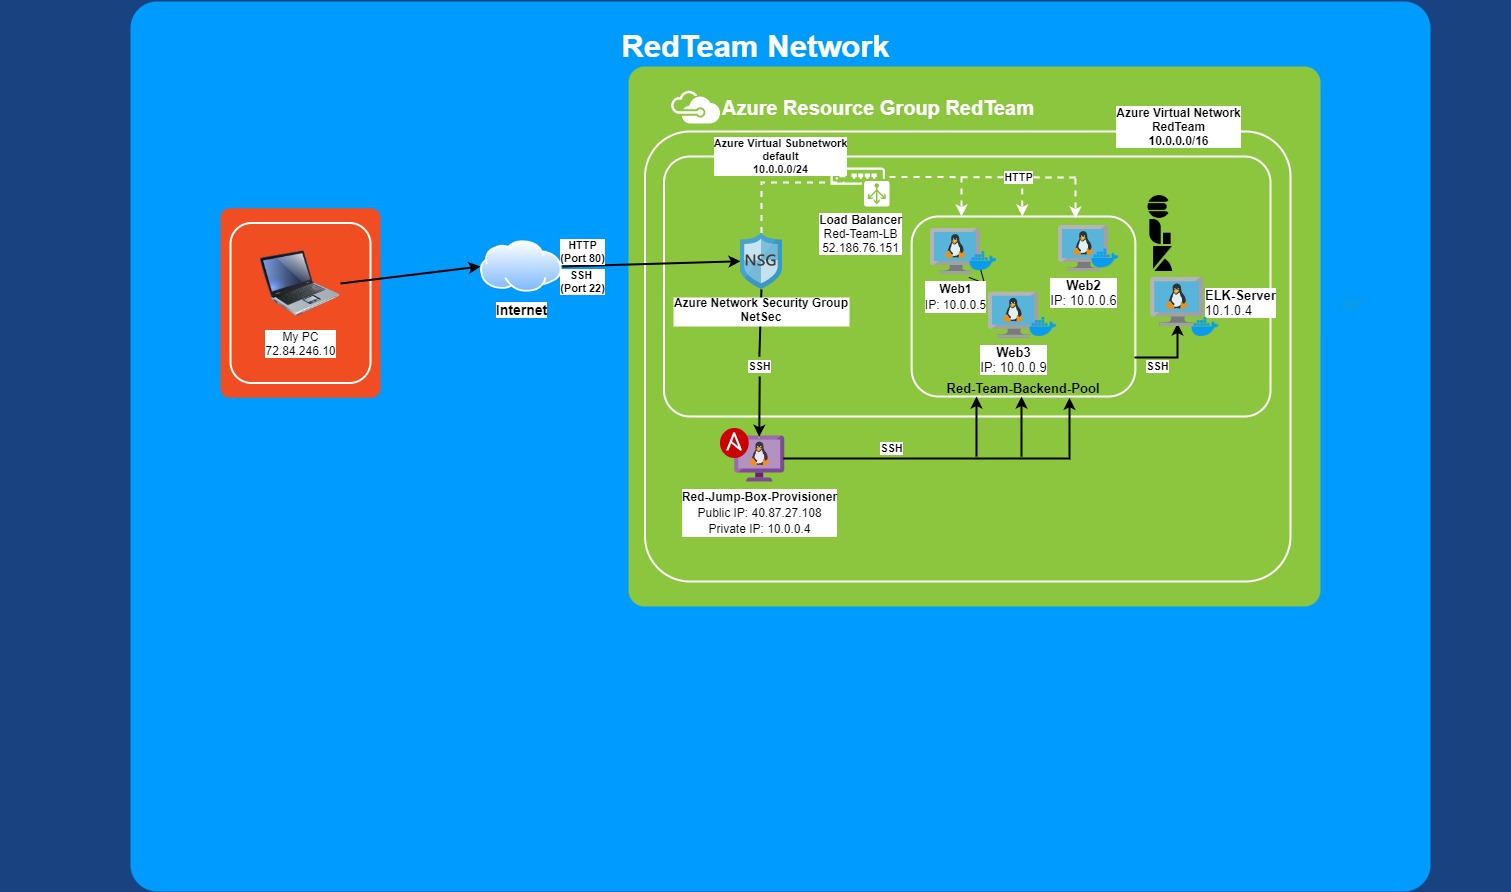 RedTeam Network
Azure Resource Group RedTeam
Azure Virtual Network
RedTeam
10.0.0.0/16
Azure Virtual Subnetwork
default
10.0.0.0/24
HTTP
Load Balancer
Red-Team-LB
52.186.76.151
HTTP
(Port 80)
SSH
(Port 22)
Internet
My PC
72.84.246.10
NSG
Azure Network Security Group
NetSec
Web1
IP: 10.0.0.5
Web2
IP: 10.0.0.6
Web3
IP: 10.0.0.9
Red-Team-Backend-Pool
ELK-Server
10.1.0.4
SSH
SSH
SSH
Red-Jump-Box-Provisioner
Public IP: 40.87.27.108
Private IP: 10.0.0.4